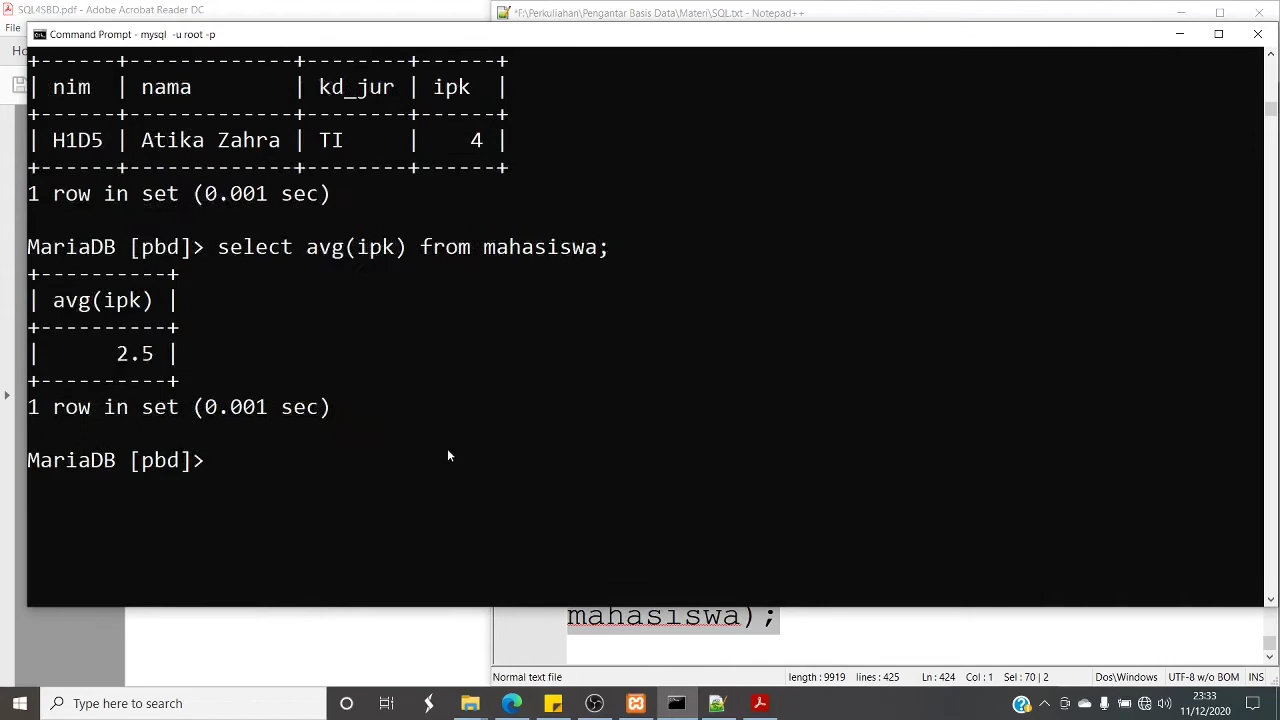 SQL4SBD.pdf - Adobe Acrobat Reader DC
*F:\Perkuliahan\Pengantar Basis Data\Materi\SQL.txt - Notepad++
File
Command Prompt - mysql -u root -p
+------+-------------+--------+------+
| nim | nama | kd_jur | ipk |
+------+-------------+--------+------+
| H1D5 | Atika Zahra | TI | 4 |
+------+-------------+--------+------+
1 row in set (0.001 sec)
MariaDB [pbd]> select avg(ipk) from mahasiswa;
+----------+
| avg(ipk) |
+----------+
| 2.5 |
+----------+
1 row in set (0.001 sec)
MariaDB [pbd]>
mahasiswa);
Normal text file length : 9919 lines : 425 Ln : 424 Col : 1 Sel : 70 | 2 Dos\Windows UTF-8 w/o BOM INS
Type here to search
23:33
11/12/2020